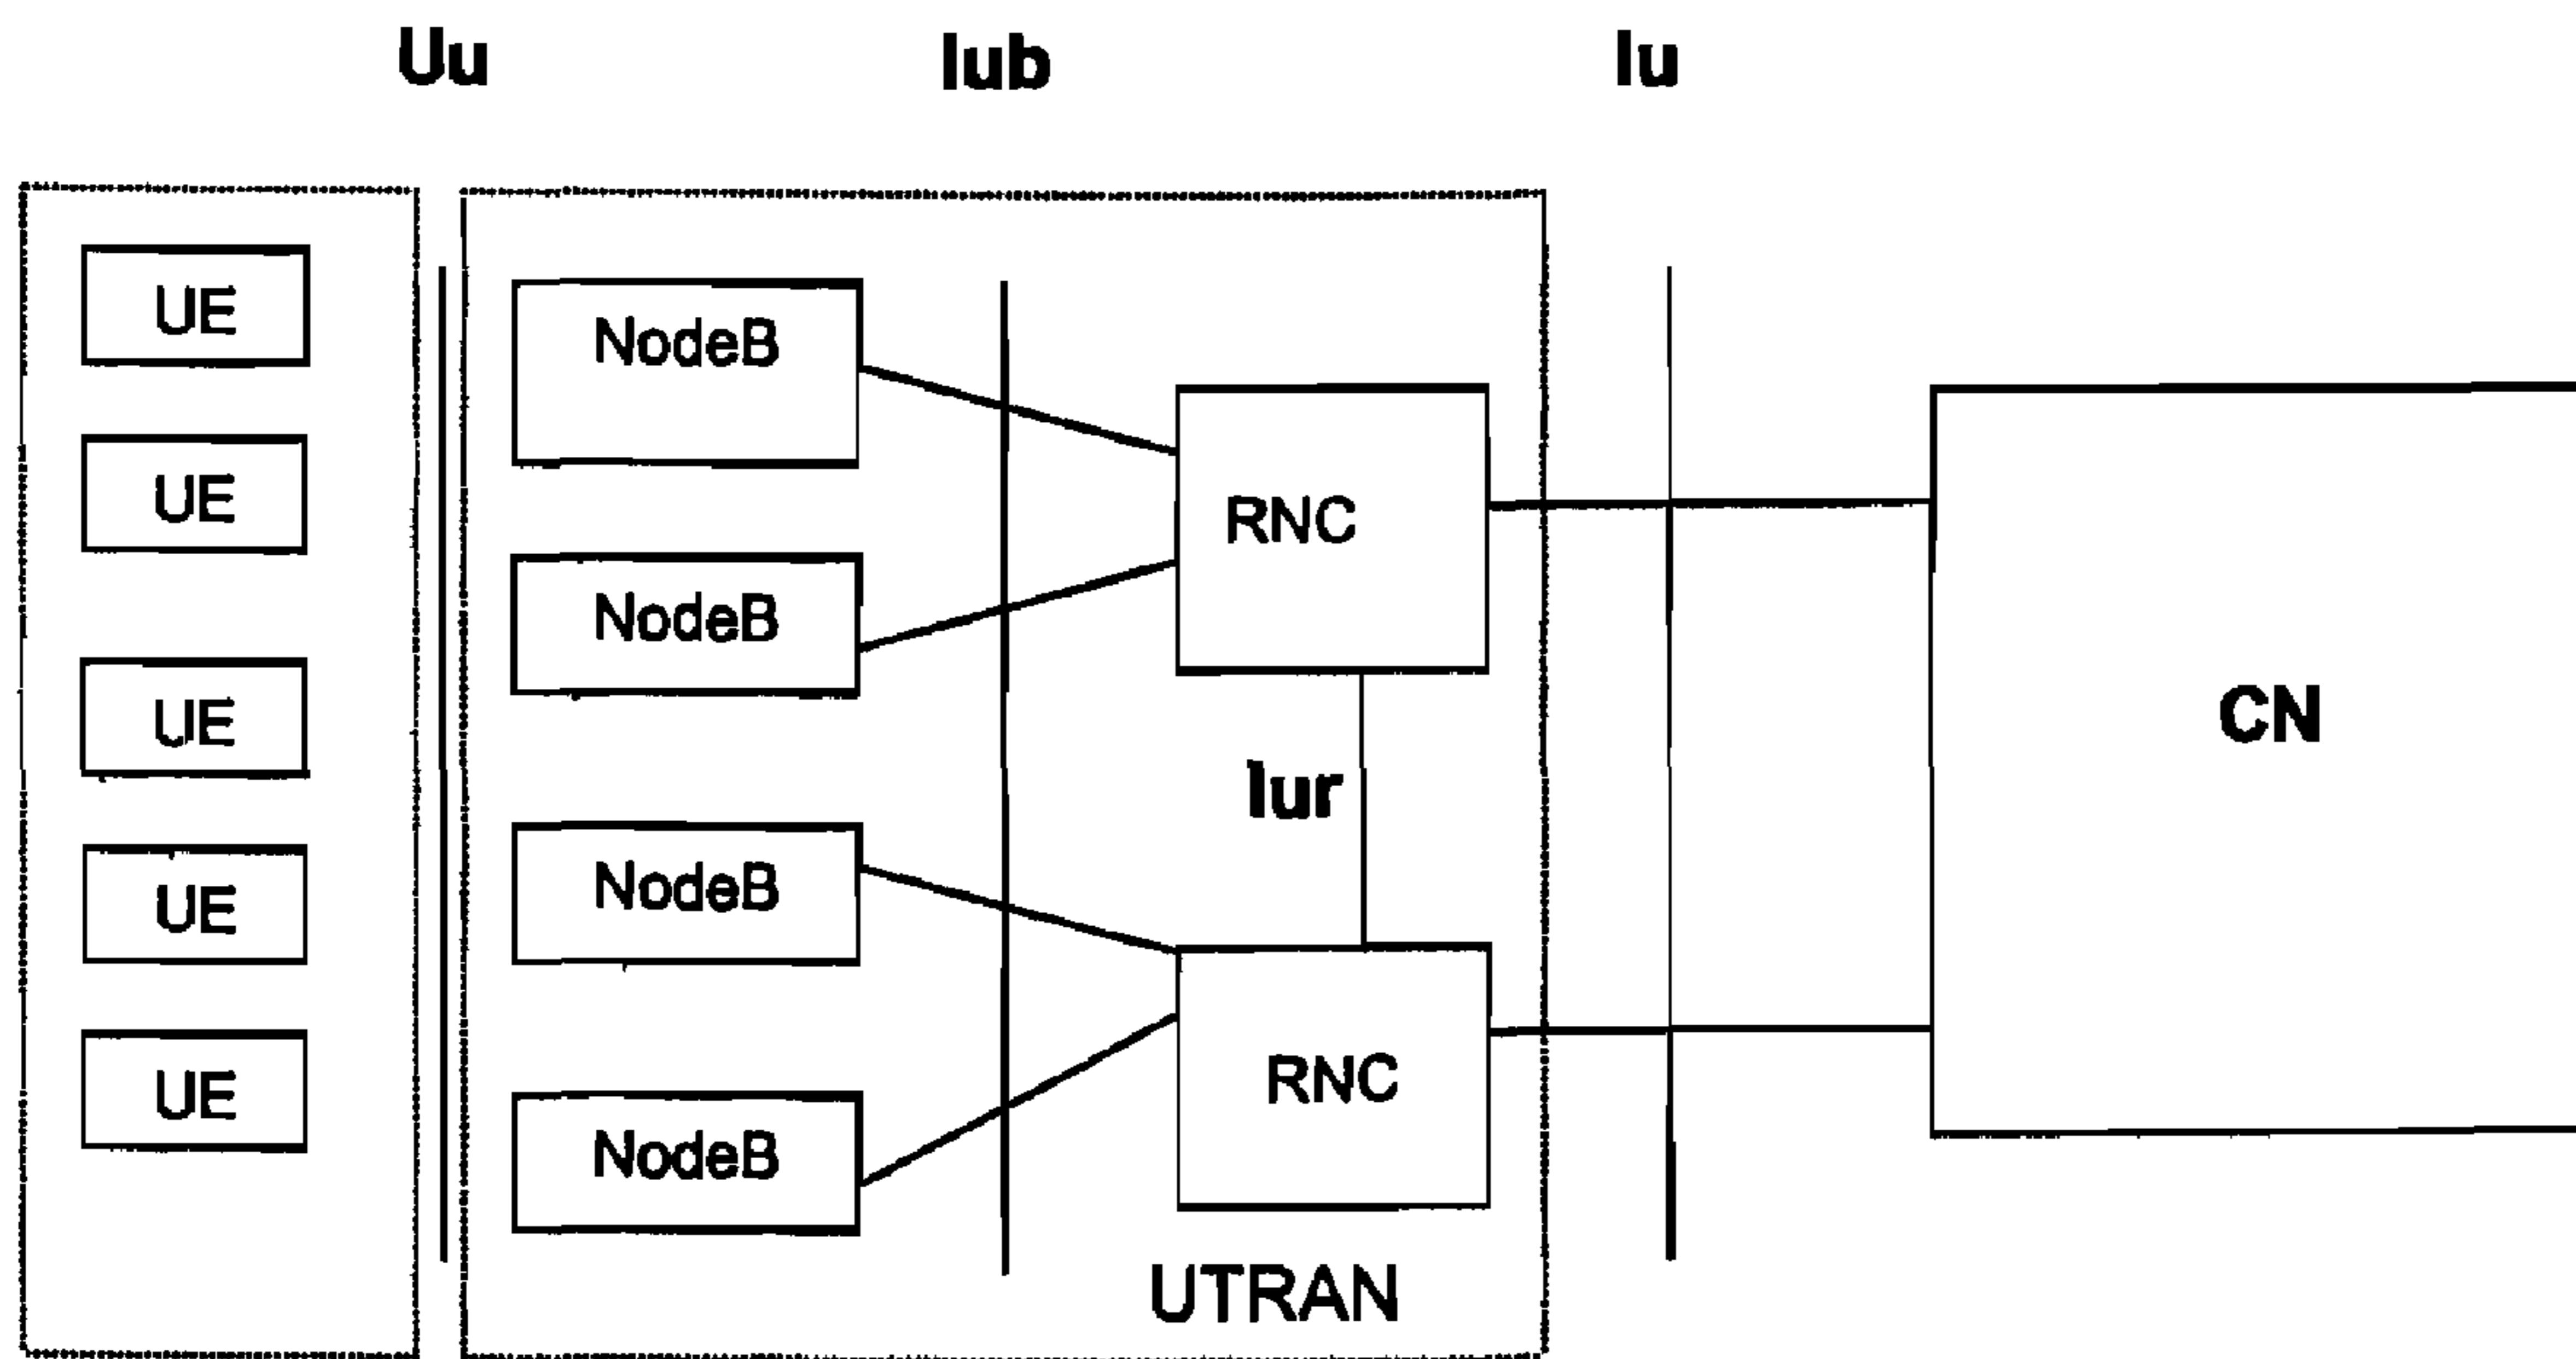 Uu
Iub
Iu
UE
UE
UE
UE
UE
NodeB
NodeB
NodeB
NodeB
RNC
Iur
RNC
UTRAN
CN